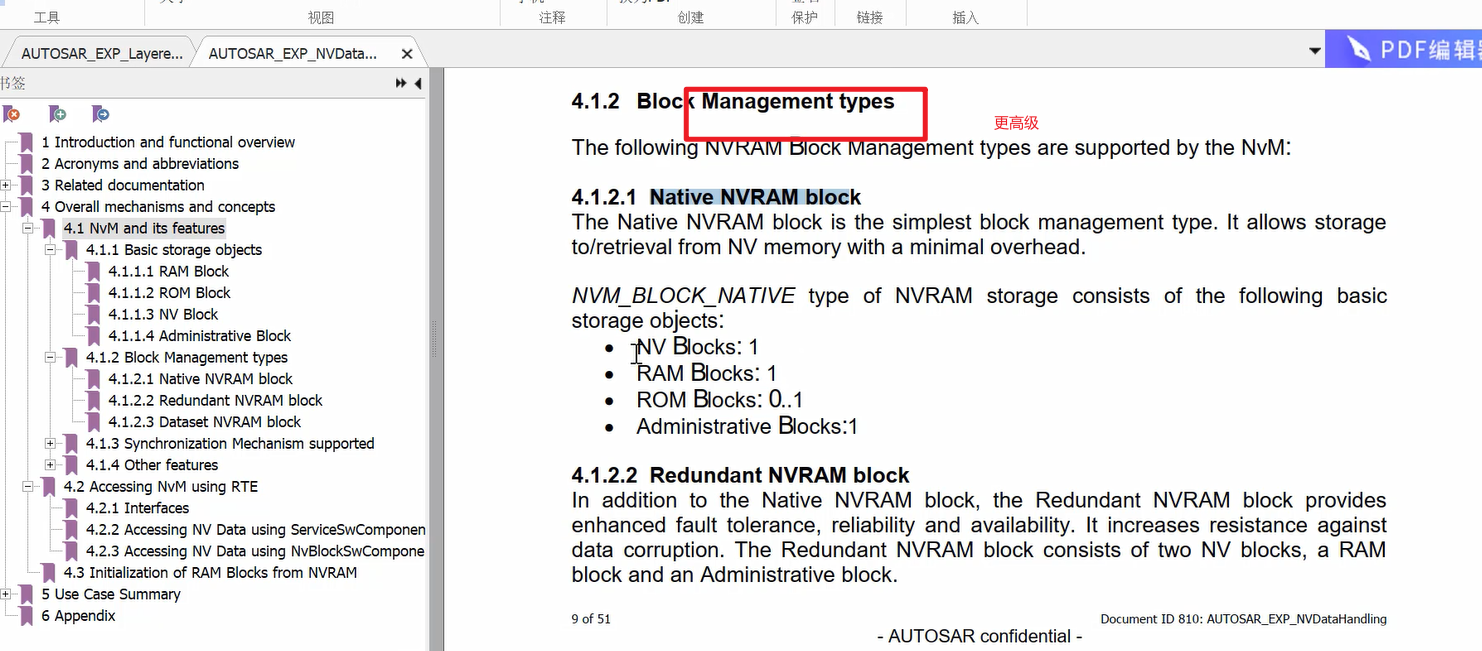 工具
视图
注释
创建
保护
链接
插入
AUTOSAR_EXP_Layere...
AUTOSAR_EXP_NVData...
PDF编辑
书签
1 Introduction and functional overview
2 Acronyms and abbreviations
3 Related documentation
4 Overall mechanisms and concepts
4.1 NvM and its features
4.1.1 Basic storage objects
4.1.1.1 RAM Block
4.1.1.2 ROM Block
4.1.1.3 NV Block
4.1.1.4 Administrative Block
4.1.2 Block Management types
4.1.2.1 Native NVRAM block
4.1.2.2 Redundant NVRAM block
4.1.2.3 Dataset NVRAM block
4.1.3 Synchronization Mechanism supported
4.1.4 Other features
4.2 Accessing NvM using RTE
4.2.1 Interfaces
4.2.2 Accessing NV Data using ServiceSwComponen
4.2.3 Accessing NV Data using NvBlockSwCompone
4.3 Initialization of RAM Blocks from NVRAM
5 Use Case Summary
6 Appendix
4.1.2 Block Management types
更高级
The following NVRAM Block Management types are supported by the NvM:
4.1.2.1 Native NVRAM block
The Native NVRAM block is the simplest block management type. It allows storage
to/retrieval from NV memory with a minimal overhead.
NVM_BLOCK_NATIVE type of NVRAM storage consists of the following basic
storage objects:
• NV Blocks: 1
• RAM Blocks: 1
• ROM Blocks: 0..1
• Administrative Blocks:1
4.1.2.2 Redundant NVRAM block
In addition to the Native NVRAM block, the Redundant NVRAM block provides
enhanced fault tolerance, reliability and availability. It increases resistance against
data corruption. The Redundant NVRAM block consists of two NV blocks, a RAM
block and an Administrative block.
9 of 51
Document ID 810: AUTOSAR_EXP_NVDataHandling
- AUTOSAR confidential -